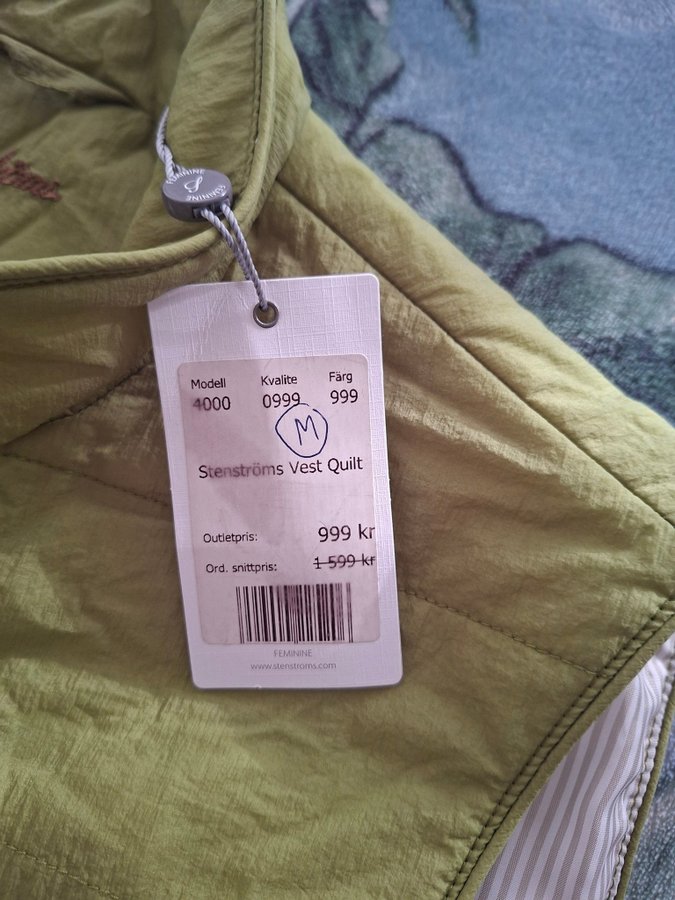 FEMININE
FEMININE
Modell Kvalite Färg
4000 0999 999
M
Stenströms Vest Quilt
Outletpris: 999 kr
Ord. snittpris: 1 599 kr
FEMININE
www.stenstroms.com